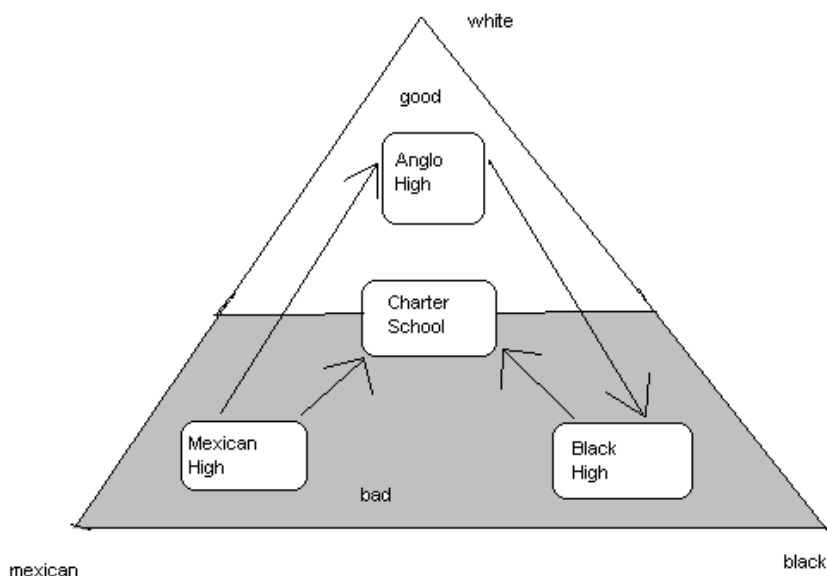 white
good
Anglo
High
Charter
School
Mexican
High
Black
High
bad
mexican
black